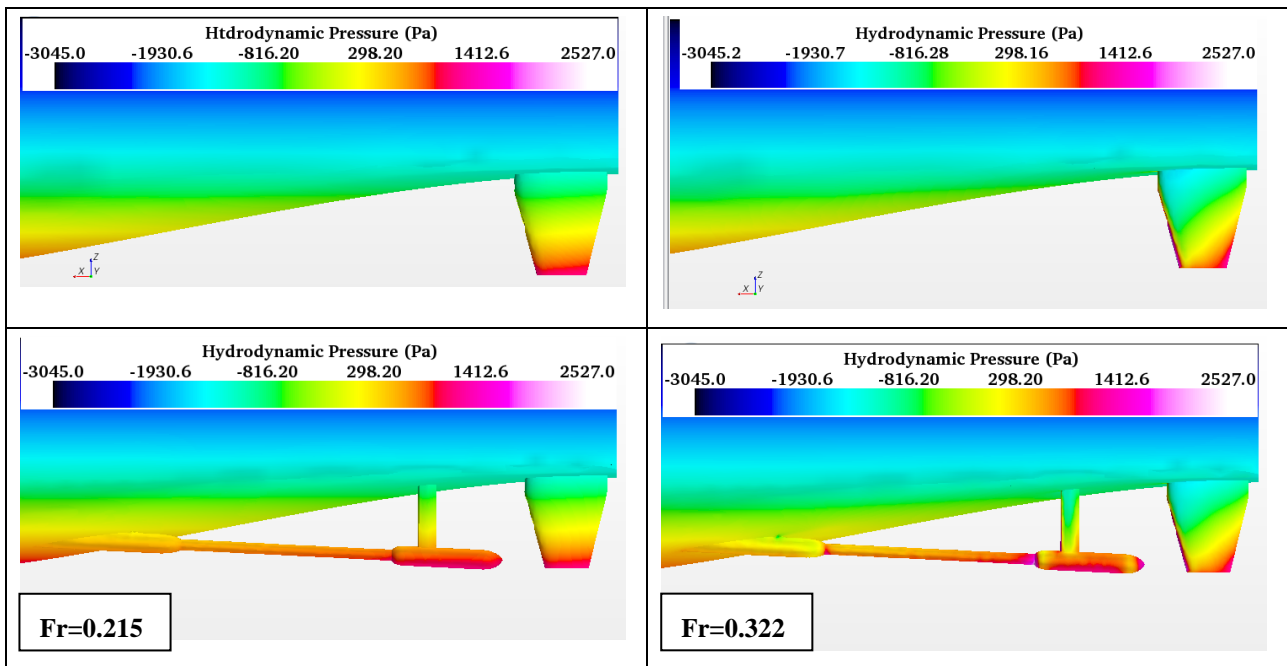 Htdrodynamic Pressure (Pa)
-3045.0 -1930.6 -816.20 298.20 1412.6 2527.0
Z
X Y
Hydrodynamic Pressure (Pa)
-3045.2 -1930.7 -816.28 298.16 1412.6 2527.0
Z
X Y
Hydrodynamic Pressure (Pa)
-3045.0 -1930.6 -816.20 298.20 1412.6 2527.0
Fr=0.215
Hydrodynamic Pressure (Pa)
-3045.0 -1930.6 -816.20 298.20 1412.6 2527.0
Fr=0.322